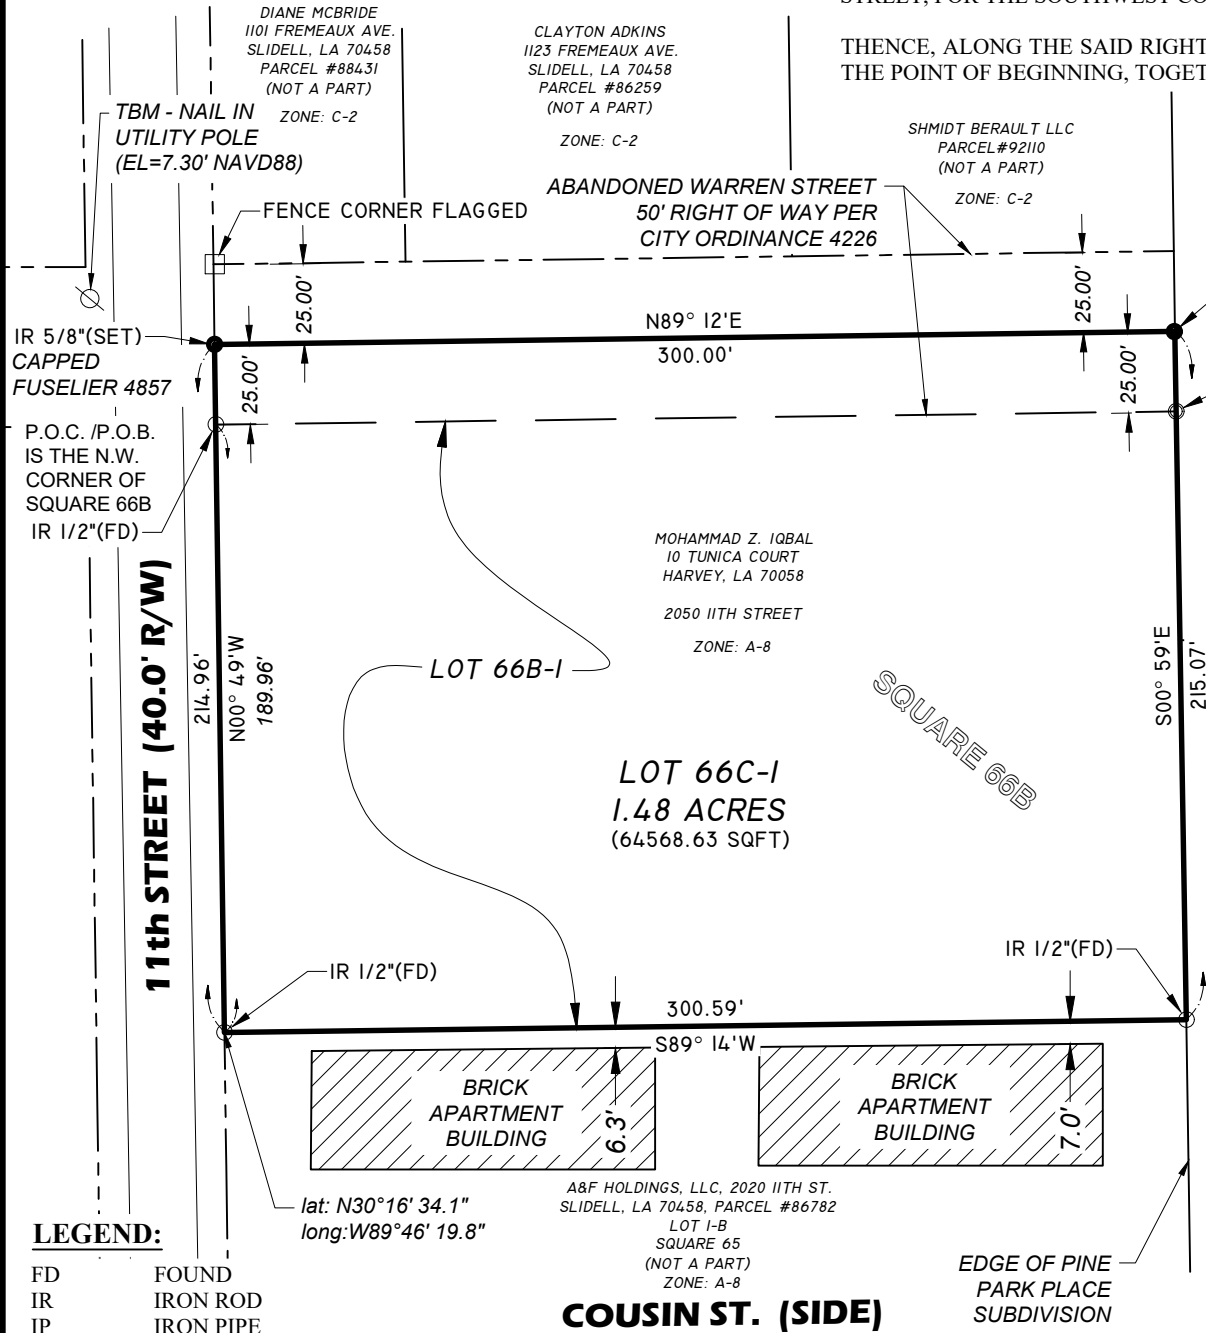 STREET, FOR THE SOUTHWEST CO
THENCE, ALONG THE SAID RIGHT
THE POINT OF BEGINNING, TOGET
DIANE MCBRIDE
1101 FREMEAUX AVE.
SLIDELL, LA 70458
PARCEL #88431
(NOT A PART)
ZONE: C-2
CLAYTON ADKINS
1123 FREMEAUX AVE.
SLIDELL, LA 70458
PARCEL #86259
(NOT A PART)
ZONE: C-2
SHMIDT BERAULT LLC
PARCEL#92110
(NOT A PART)
ZONE: C-2
TBM - NAIL IN
UTILITY POLE
(EL=7.30' NAVD88)
FENCE CORNER FLAGGED
ABANDONED WARREN STREET
50' RIGHT OF WAY PER
CITY ORDINANCE 4226
25.00'
25.00'
N89° 12'E
300.00'
25.00'
25.00'
IR 5/8"(SET)
CAPPED
FUSELIER 4857
P.O.C. /P.O.B.
IS THE N.W.
CORNER OF
SQUARE 66B
IR 1/2"(FD)
MOHAMMAD Z. IQBAL
10 TUNICA COURT
HARVEY, LA 70058
2050 11TH STREET
ZONE: A-8
11th STREET (40.0' R/W)
214.96'
N00° 49'W
189.96'
LOT 66B-1
SQUARE 66B
S00° 59'E
215.07'
LOT 66C-1
1.48 ACRES
(64568.63 SQFT)
IR 1/2"(FD)
IR 1/2"(FD)
300.59'
S89° 14'W
BRICK
APARTMENT
BUILDING
6.3'
BRICK
APARTMENT
BUILDING
7.0'
lat: N30°16' 34.1"
long:W89°46' 19.8"
A&F HOLDINGS, LLC, 2020 11TH ST.
SLIDELL, LA 70458, PARCEL #86782
LOT 1-B
SQUARE 65
(NOT A PART)
ZONE: A-8
EDGE OF PINE
PARK PLACE
SUBDIVISION
COUSIN ST. (SIDE)
LEGEND:
FD FOUND
IR IRON ROD
IP IRON PIPE